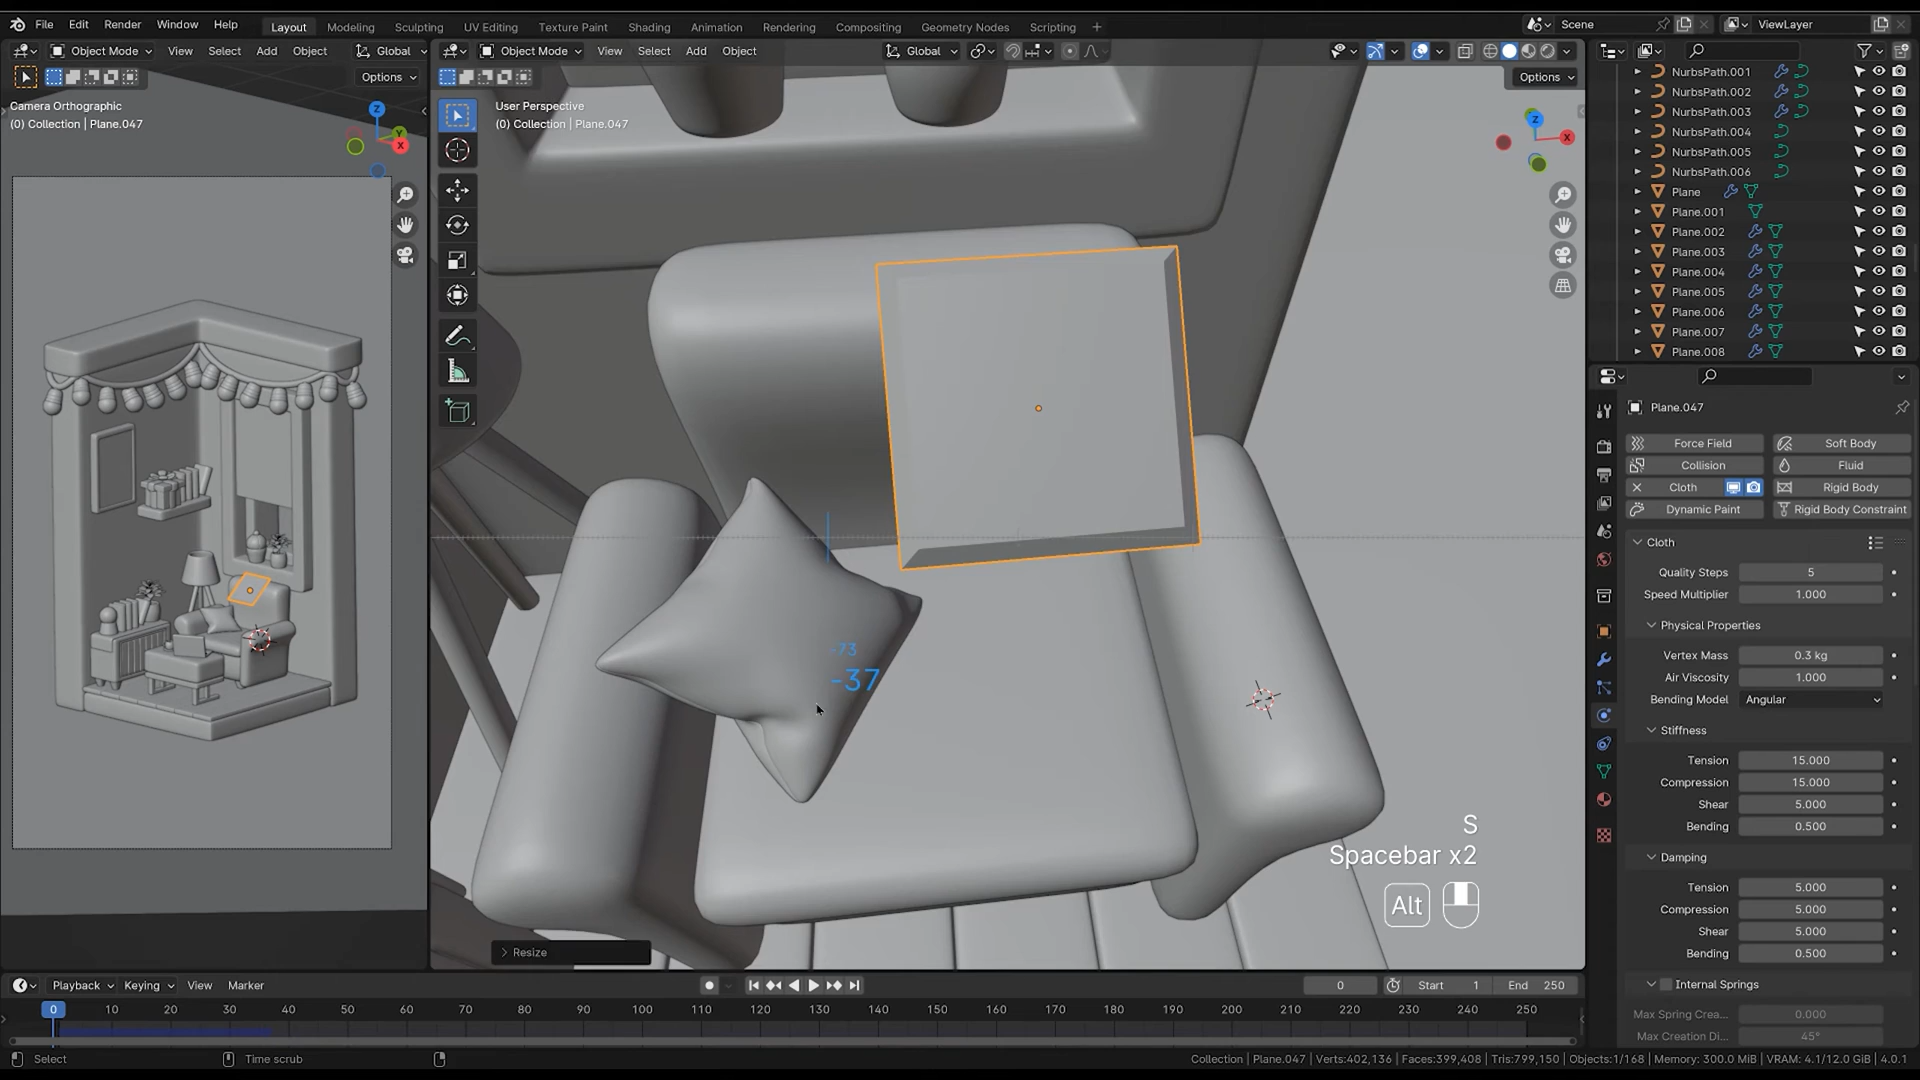 File Edit Render Window Help Layout Modeling Sculpting UV Editing Texture Paint Shading Animation Rendering Compositing Geometry Nodes Scripting + Scene ViewLayer
Object Mode View Select Add Object Global Object Mode View Select Add Object Global
Options Options
Camera Orthographic
(0) Collection | Plane.047
User Perspective
(0) Collection | Plane.047
Z
Y
X
Z
X
-73
-37
S
Spacebar x2
Alt
Resize
NurbsPath.001
NurbsPath.002
NurbsPath.003
NurbsPath.004
NurbsPath.005
NurbsPath.006
Plane
Plane.001
Plane.002
Plane.003
Plane.004
Plane.005
Plane.006
Plane.007
Plane.008
Plane.047
Force Field Soft Body
Collision Fluid
Cloth Rigid Body
Dynamic Paint Rigid Body Constraint
Cloth
Quality Steps 5
Speed Multiplier 1.000
Physical Properties
Vertex Mass 0.3 kg
Air Viscosity 1.000
Bending Model Angular
Stiffness
Tension 15.000
Compression 15.000
Shear 5.000
Bending 0.500
Damping
Tension 5.000
Compression 5.000
Shear 5.000
Bending 0.500
Internal Springs
Max Spring Crea... 0.000
Max Creation Di... 45°
Playback Keying View Marker 0 Start 1 End 250
0 10 20 30 40 50 60 70 80 90 100 110 120 130 140 150 160 170 180 190 200 210 220 230 240 250
Select Time scrub Collection | Plane.047 | Verts:402,136 | Faces:399,408 | Tris:799,150 | Objects:1/168 | Memory: 300.0 MiB | VRAM: 4.1/12.0 GiB | 4.0.1